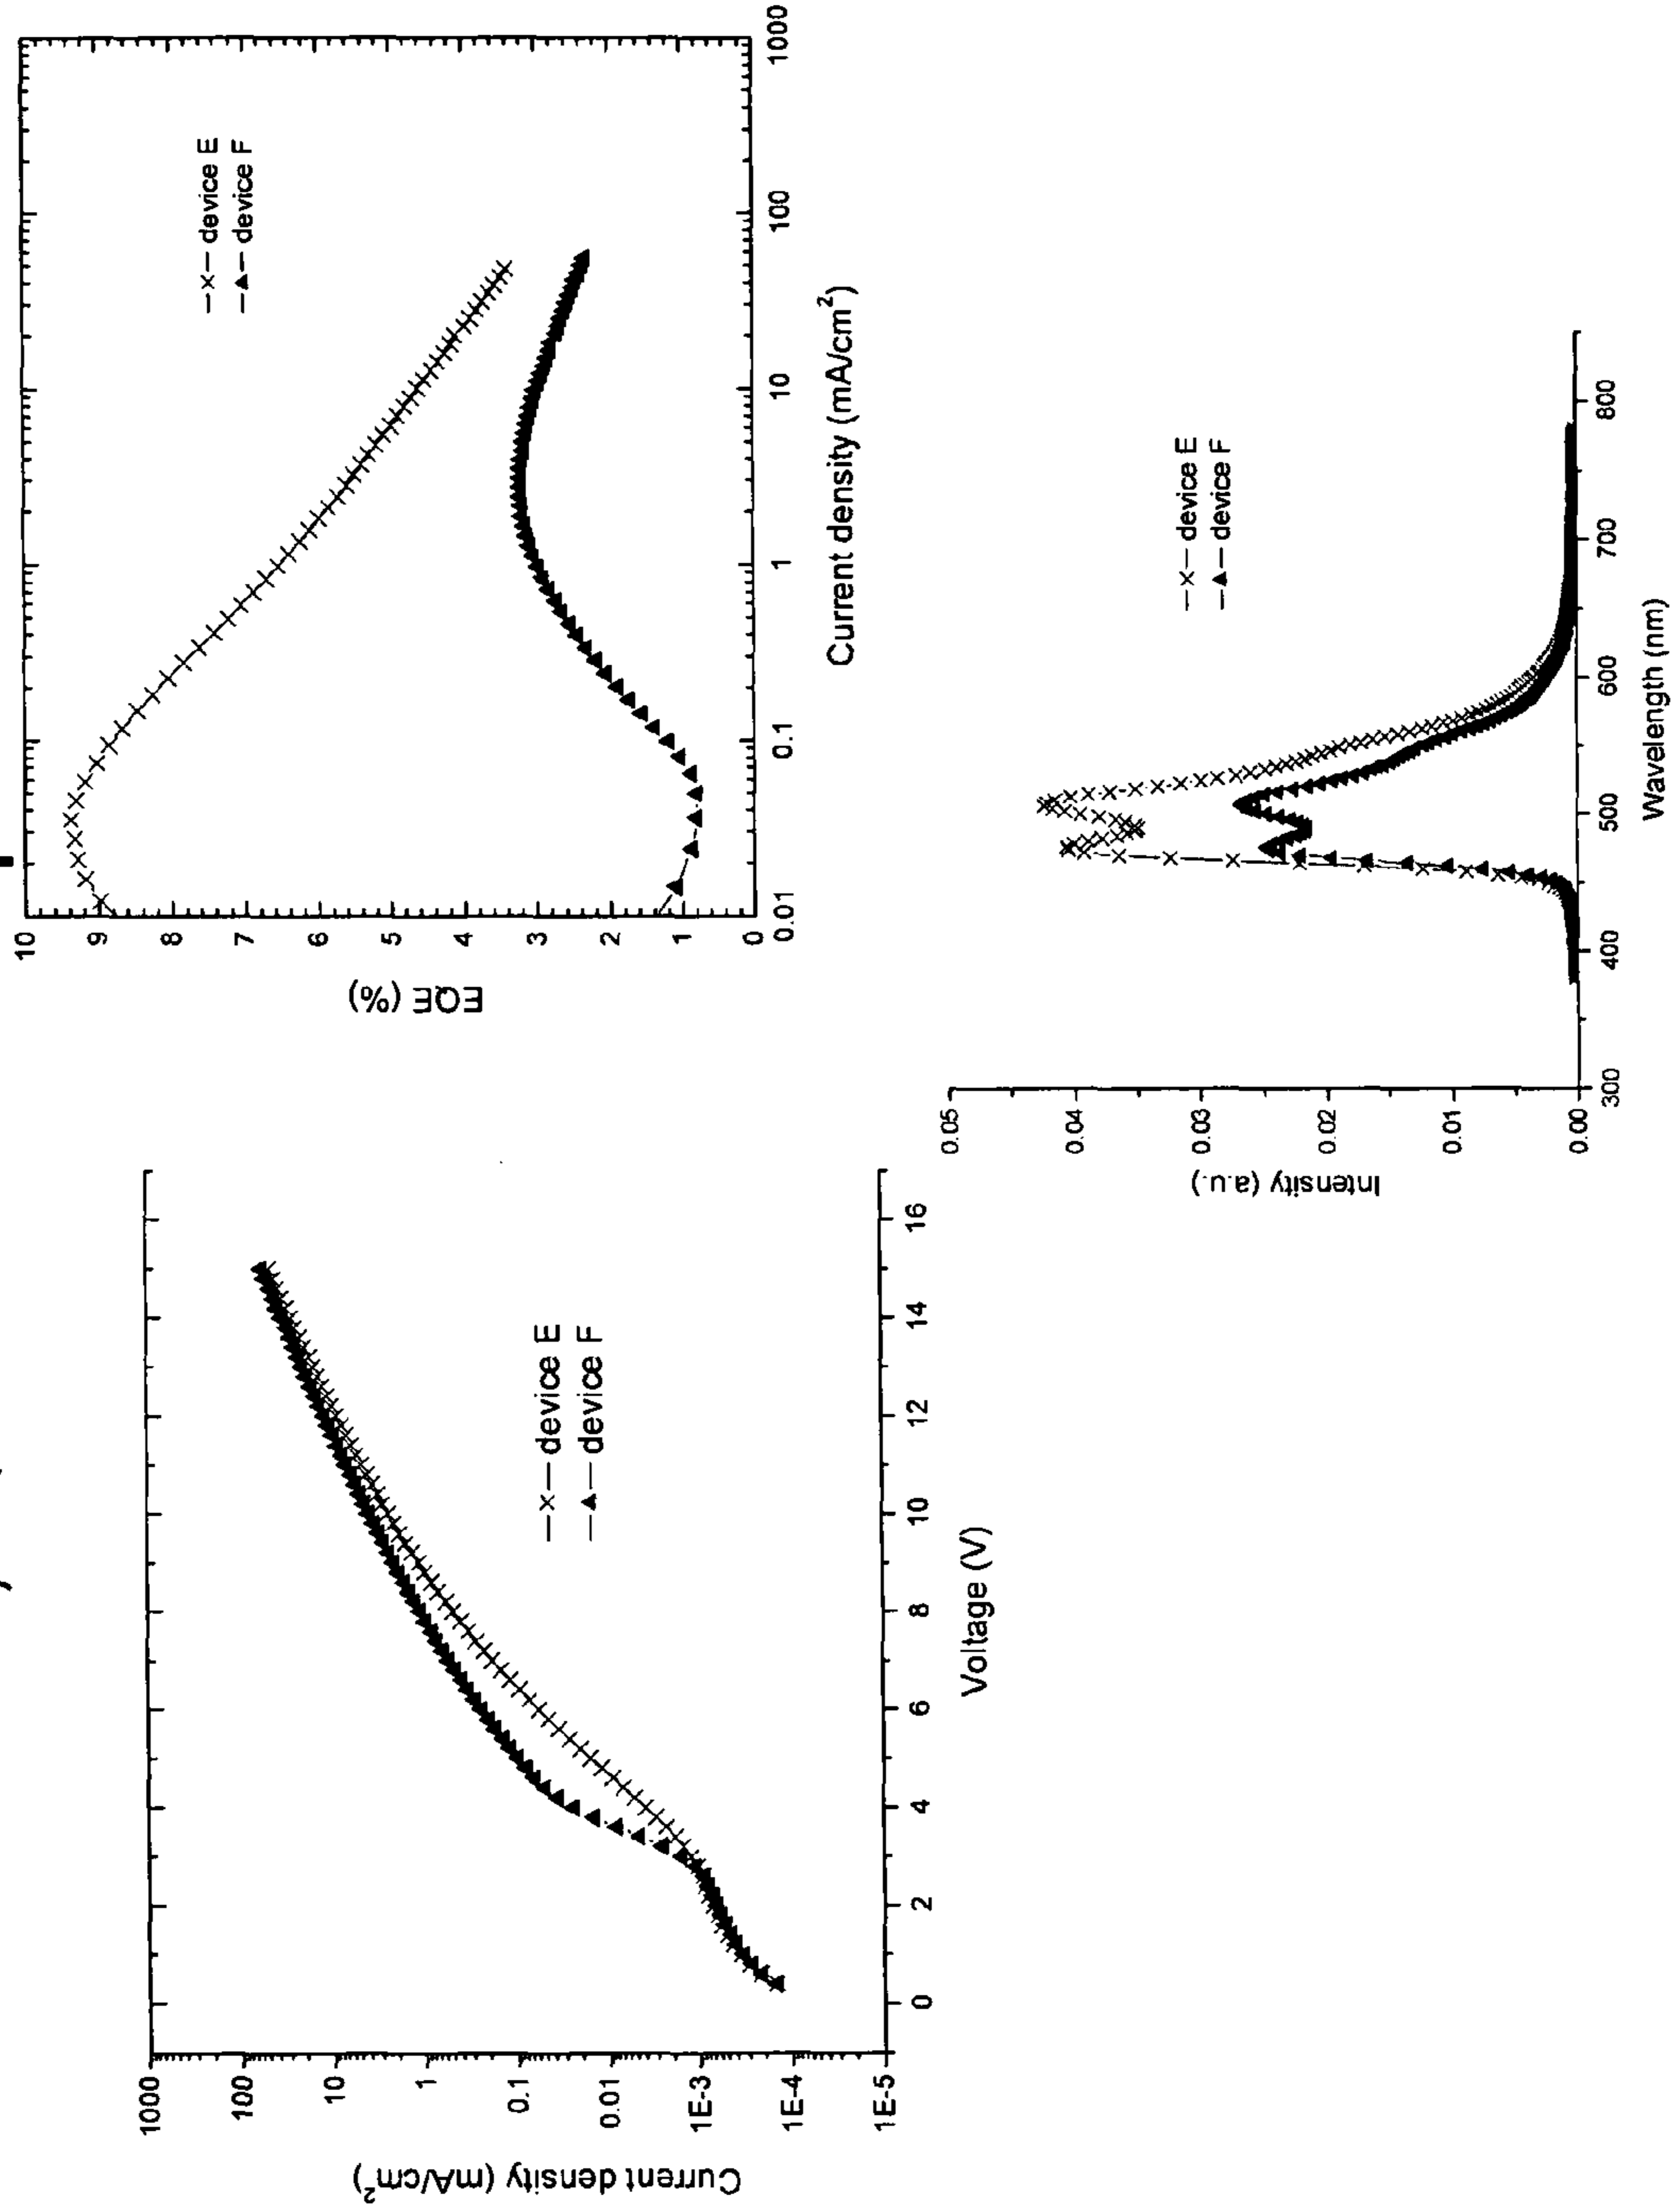 1000
100
10
1
0.1
0.01
1E-3
1E-4
1E-5
Current density (mA/cm²)
0 2 4 6 8 10 12 14 16
Voltage (V)
device E
device F
10
9
8
7
6
5
4
3
2
1
0
EQE (%)
0.01 0.1 1 10 100 1000
Current density (mA/cm²)
device E
device F
0.05
0.04
0.03
0.02
0.01
0.00
Intensity (a.u.)
300 400 500 600 700 800
Wavelength (nm)
device E
device F